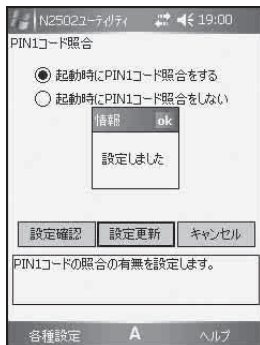 N2502ユーティリティ 19:00
PIN1コード照合
起動時にPIN1コード照合をする
起動時にPIN1コード照合をしない
情報 ok
設定しました
設定確認 設定更新 キャンセル
PIN1コードの照合の有無を設定します。
各種設定 A ヘルプ